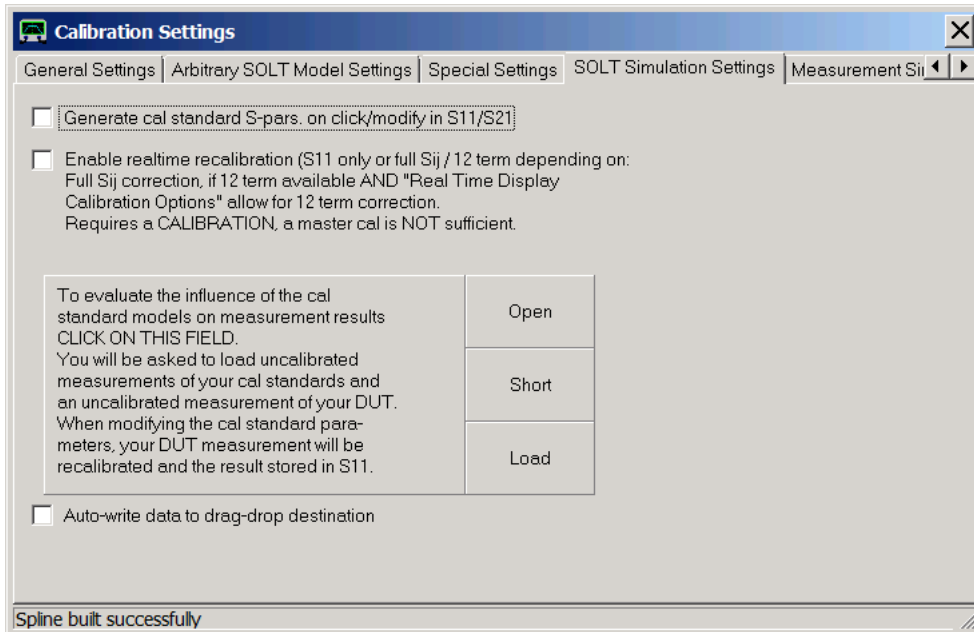 Calibration Settings
General Settings
Arbitrary SOLT Model Settings
Special Settings
SOLT Simulation Settings
Measurement Si
Generate cal standard S-pars. on click/modify in S11/S21
Enable realtime recalibration (S11 only or full Sij / 12 term depending on:
Full Sij correction, if 12 term available AND "Real Time Display
Calibration Options" allow for 12 term correction.
Requires a CALIBRATION, a master cal is NOT sufficient.
To evaluate the influence of the cal
standard models on measurement results
CLICK ON THIS FIELD.
You will be asked to load uncalibrated
measurements of your cal standards and
an uncalibrated measurement of your DUT.
When modifying the cal standard para-
meters, your DUT measurement will be
recalibrated and the result stored in S11.
Open
Short
Load
Auto-write data to drag-drop destination
Spline built successfully